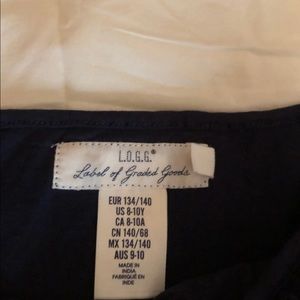 L.O.G.G.®
Label of Graded Goods
EUR 134/140
US 8-10Y
CA 8-10A
CN 140/68
MX 134/140
AUS 9-10
MADE IN
INDIA
FABRIQUÉ EN
INDE